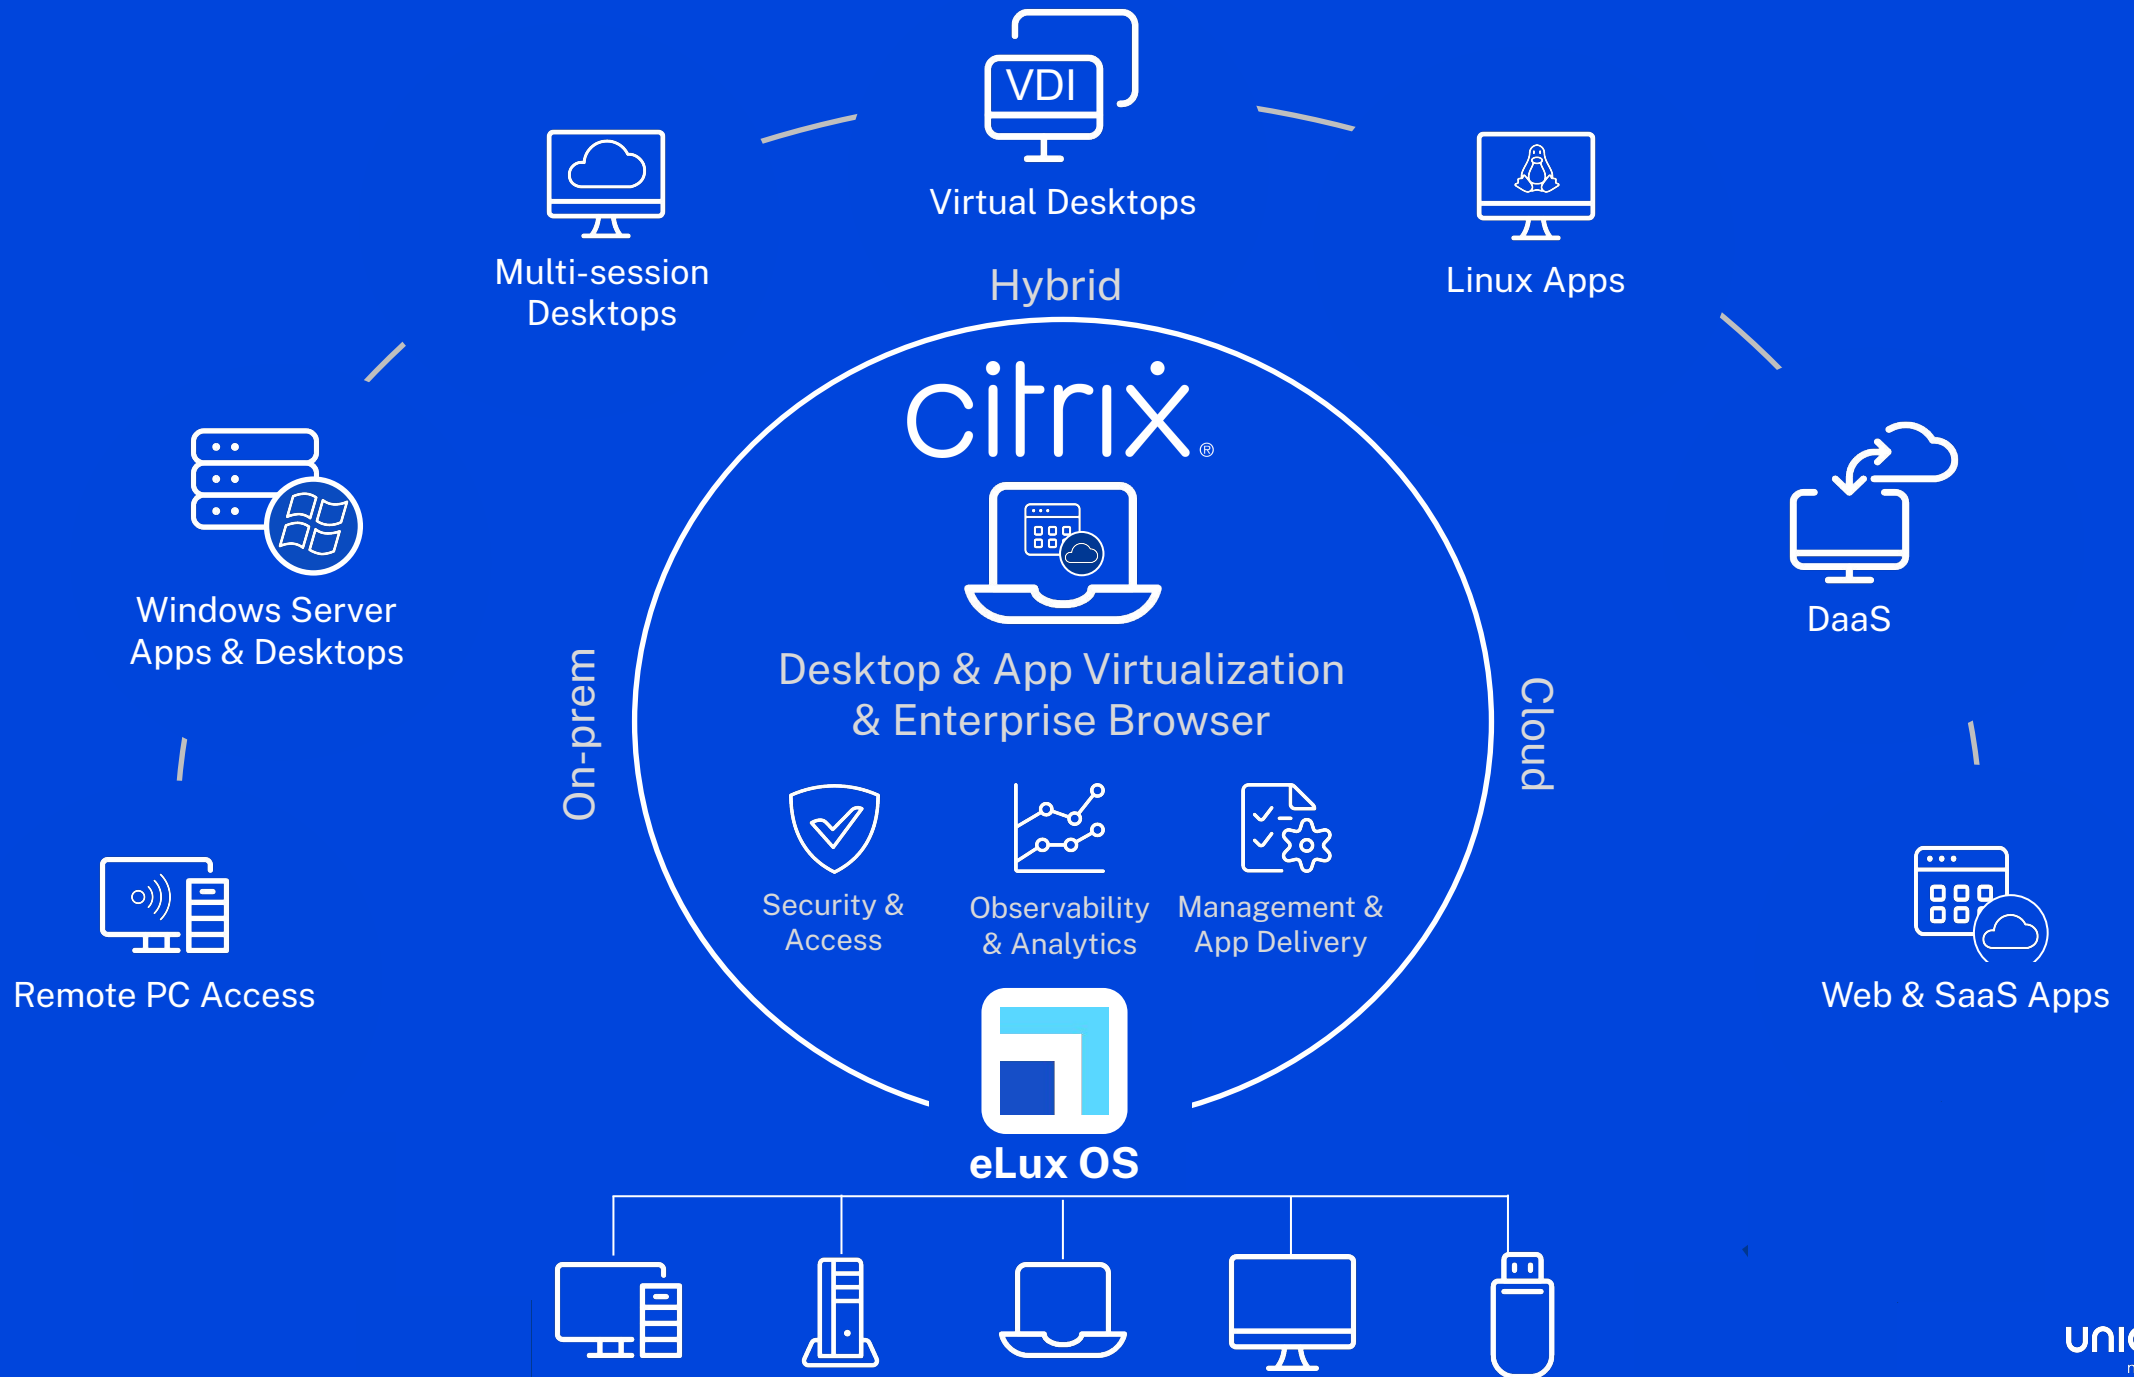 VDI
Virtual Desktops
Multi-session
Desktops
Linux Apps
Hybrid
citrix®
Windows Server
Apps & Desktops
DaaS
On-prem
Cloud
Desktop & App Virtualization
& Enterprise Browser
Security &
Access
Observability
& Analytics
Management &
App Delivery
Remote PC Access
Web & SaaS Apps
eLux OS